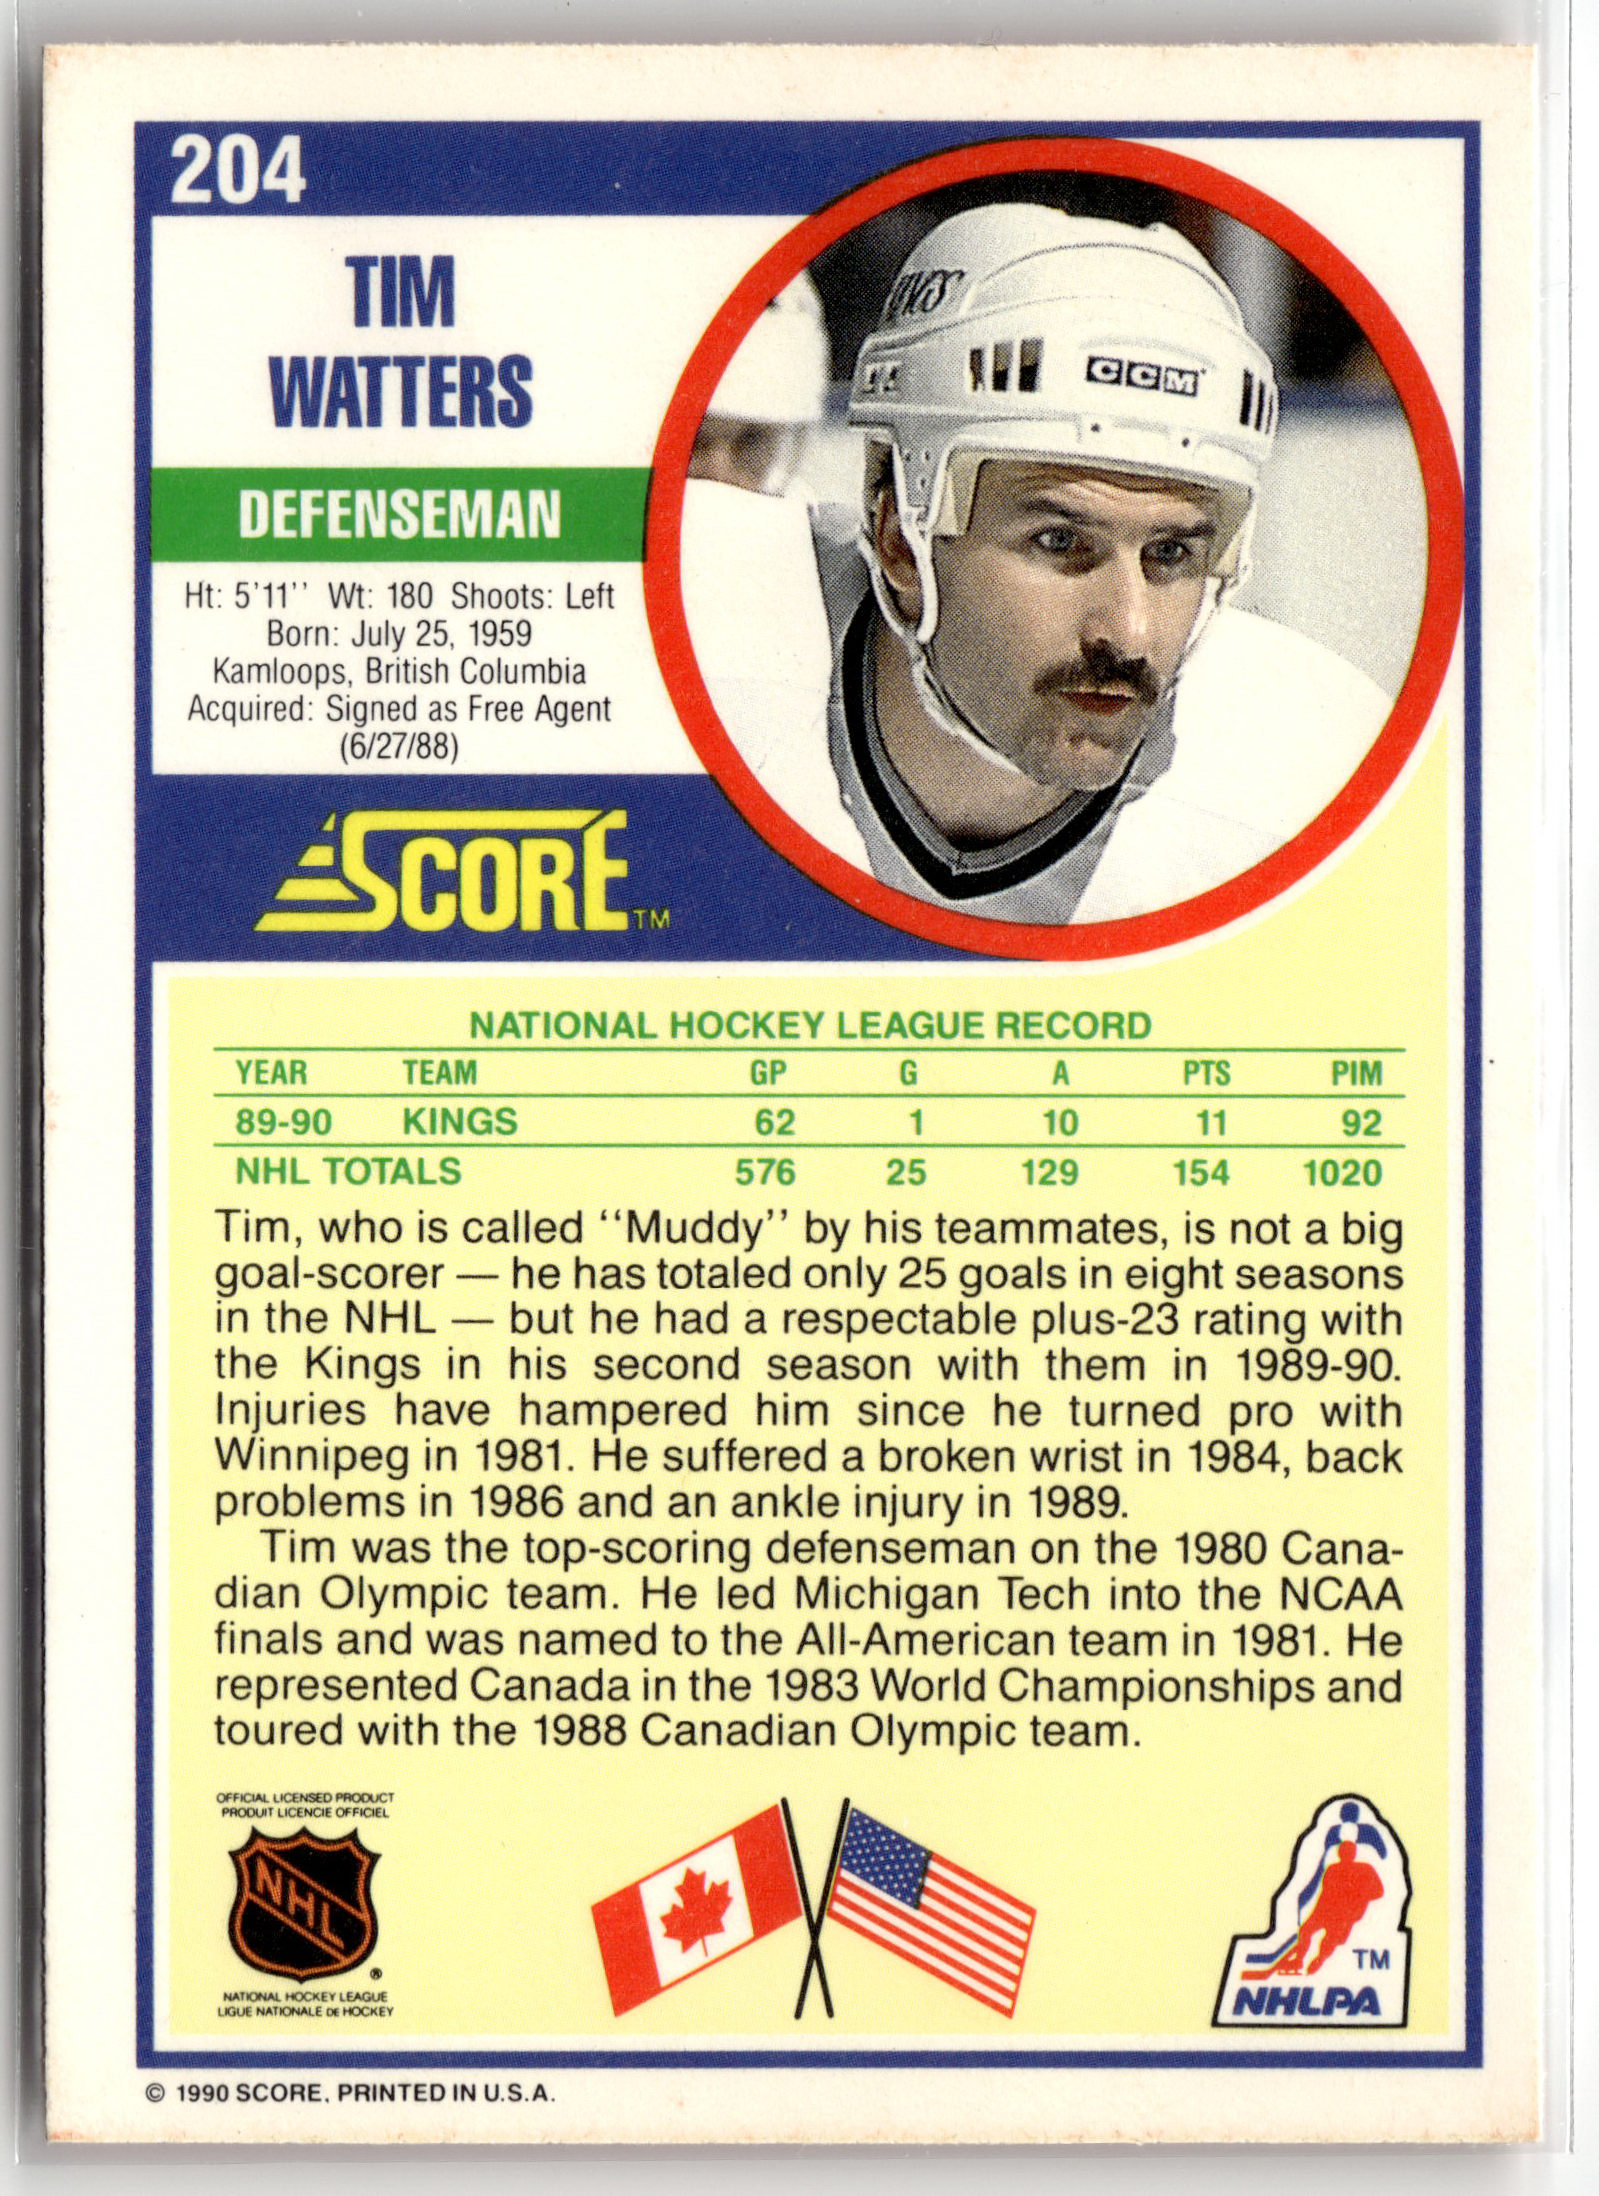 204
TIM
WATTERS
DEFENSEMAN
Ht: 5'11'' Wt: 180 Shoots: Left
Born: July 25, 1959
Kamloops, British Columbia
Acquired: Signed as Free Agent
(6/27/88)
CCM
SCORE TM
NATIONAL HOCKEY LEAGUE RECORD
YEAR TEAM GP G A PTS PIM
89-90 KINGS 62 1 10 11 92
NHL TOTALS 576 25 129 154 1020
Tim, who is called ‘‘Muddy’’ by his teammates, is not a big
goal-scorer — he has totaled only 25 goals in eight seasons
in the NHL — but he had a respectable plus-23 rating with
the Kings in his second season with them in 1989-90.
Injuries have hampered him since he turned pro with
Winnipeg in 1981. He suffered a broken wrist in 1984, back
problems in 1986 and an ankle injury in 1989.
Tim was the top-scoring defenseman on the 1980 Cana-
dian Olympic team. He led Michigan Tech into the NCAA
finals and was named to the All-American team in 1981. He
represented Canada in the 1983 World Championships and
toured with the 1988 Canadian Olympic team.
OFFICIAL LICENSED PRODUCT
PRODUIT LICENCIE OFFICIEL
NHL
®
NATIONAL HOCKEY LEAGUE
LIGUE NATIONALE DE HOCKEY
TM
NHLPA
© 1990 SCORE. PRINTED IN U.S.A.